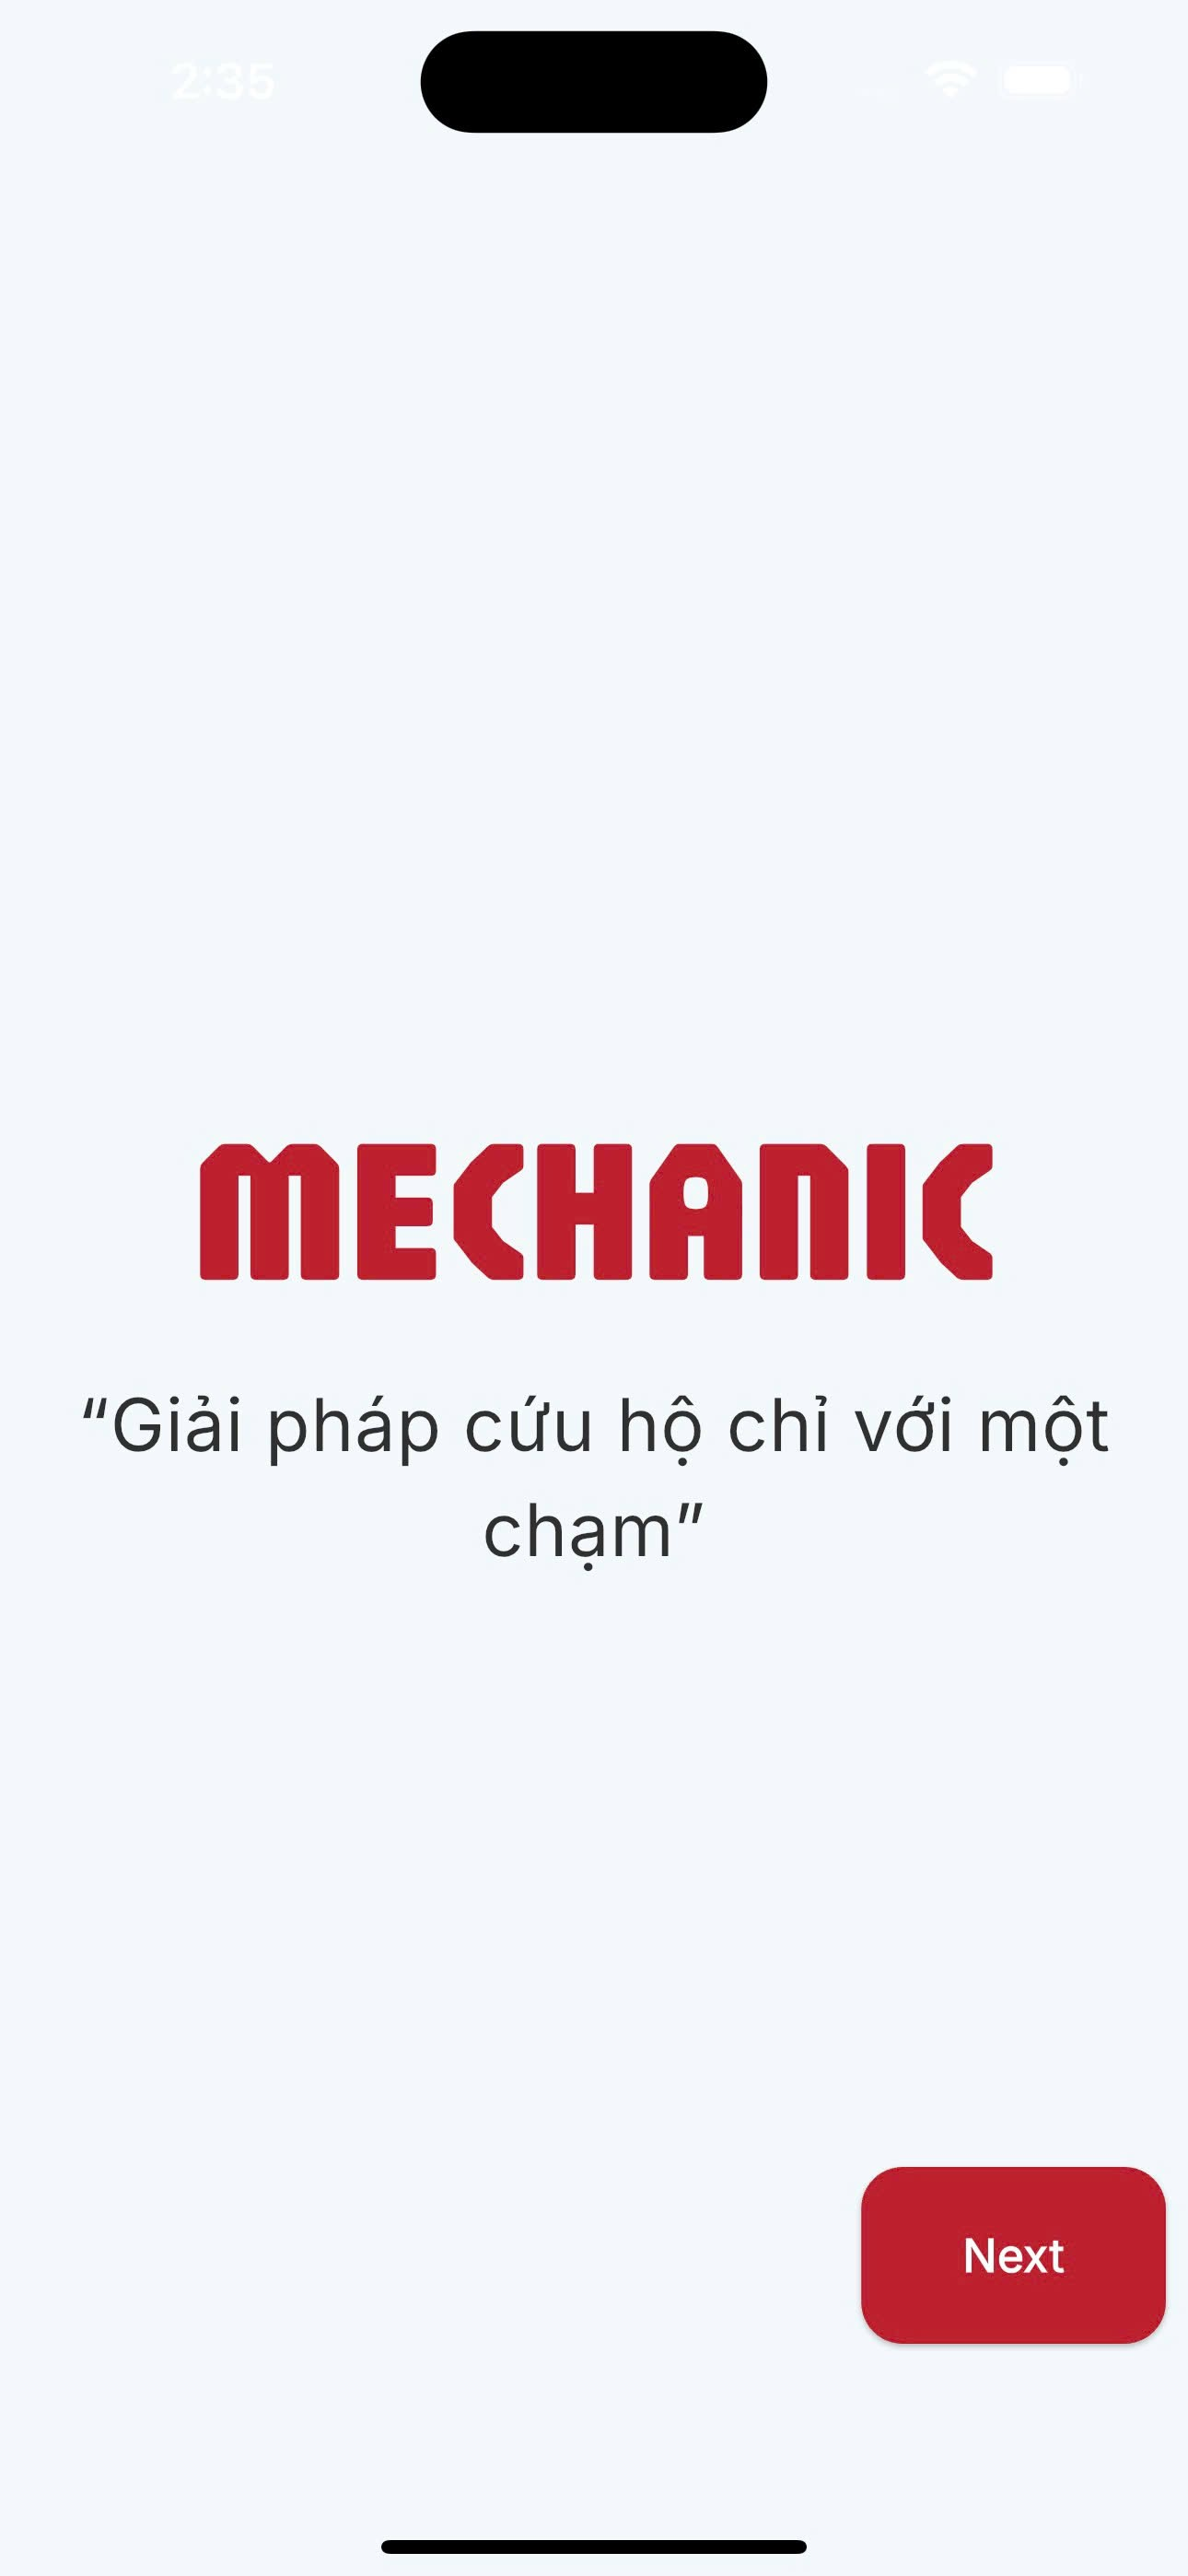 2:35
MECHANIC
“Giải pháp cứu hộ chỉ với một
chạm”
Next